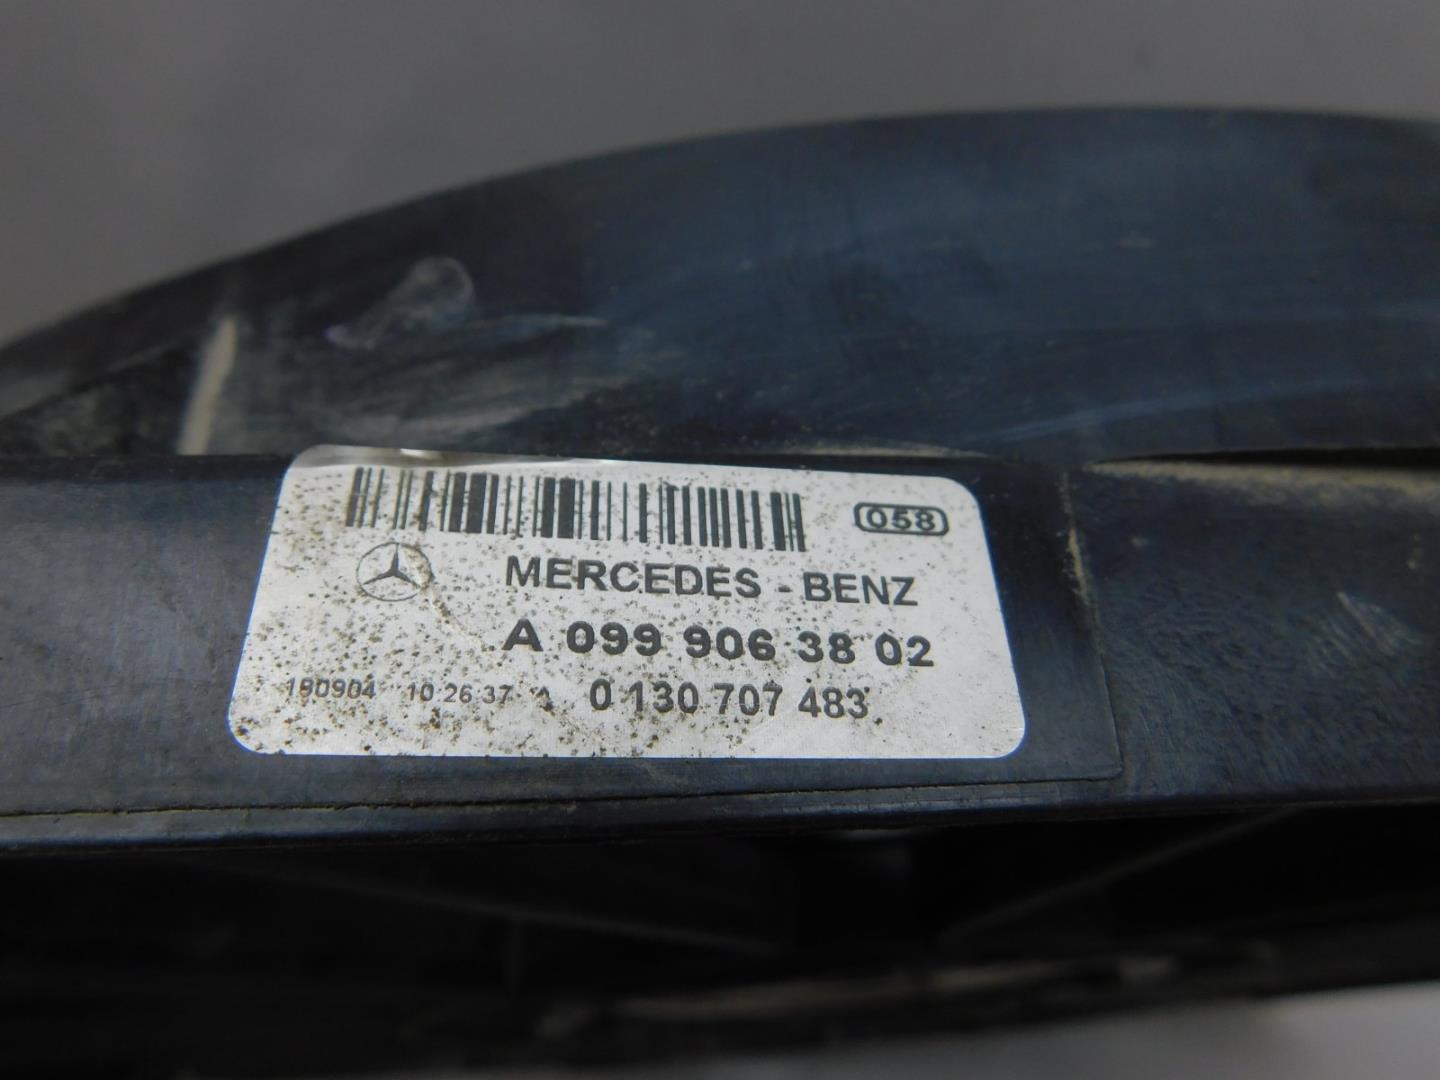 058
MERCEDES - BENZ
A 099 906 38 02
190904 10:26:37 A 0 130 707 483